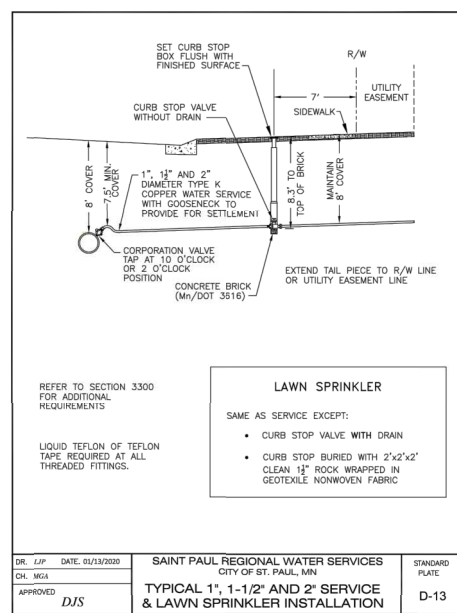 SET CURB STOP
BOX FLUSH WITH
FINISHED SURFACE
R/W
7'
UTILITY
EASEMENT
SIDEWALK
CURB STOP VALVE
WITHOUT DRAIN
8' COVER
7.5' MIN.
COVER
1", 1½" AND 2"
DIAMETER TYPE K
COPPER WATER SERVICE
WITH GOOSENECK TO
PROVIDE FOR SETTLEMENT
8.3' TO
TOP OF BRICK
MAINTAIN
8' COVER
CORPORATION VALVE
TAP AT 10 O'CLOCK
OR 2 O'CLOCK
POSITION
CONCRETE BRICK
(Mn/DOT 3616)
EXTEND TAIL PIECE TO R/W LINE
OR UTILITY EASEMENT LINE
REFER TO SECTION 3300
FOR ADDITIONAL
REQUIREMENTS
LIQUID TEFLON OF TEFLON
TAPE REQUIRED AT ALL
THREADED FITTINGS.
LAWN SPRINKLER
SAME AS SERVICE EXCEPT:
• CURB STOP VALVE WITH DRAIN
• CURB STOP BURIED WITH 2'x2'x2'
CLEAN 1½" ROCK WRAPPED IN
GEOTEXILE NONWOVEN FABRIC
DR. LJP DATE. 01/13/2020
CH. MGA
APPROVED
DJS
SAINT PAUL REGIONAL WATER SERVICES
CITY OF ST. PAUL, MN
TYPICAL 1", 1-1/2" AND 2" SERVICE
& LAWN SPRINKLER INSTALLATION
STANDARD
PLATE
D-13